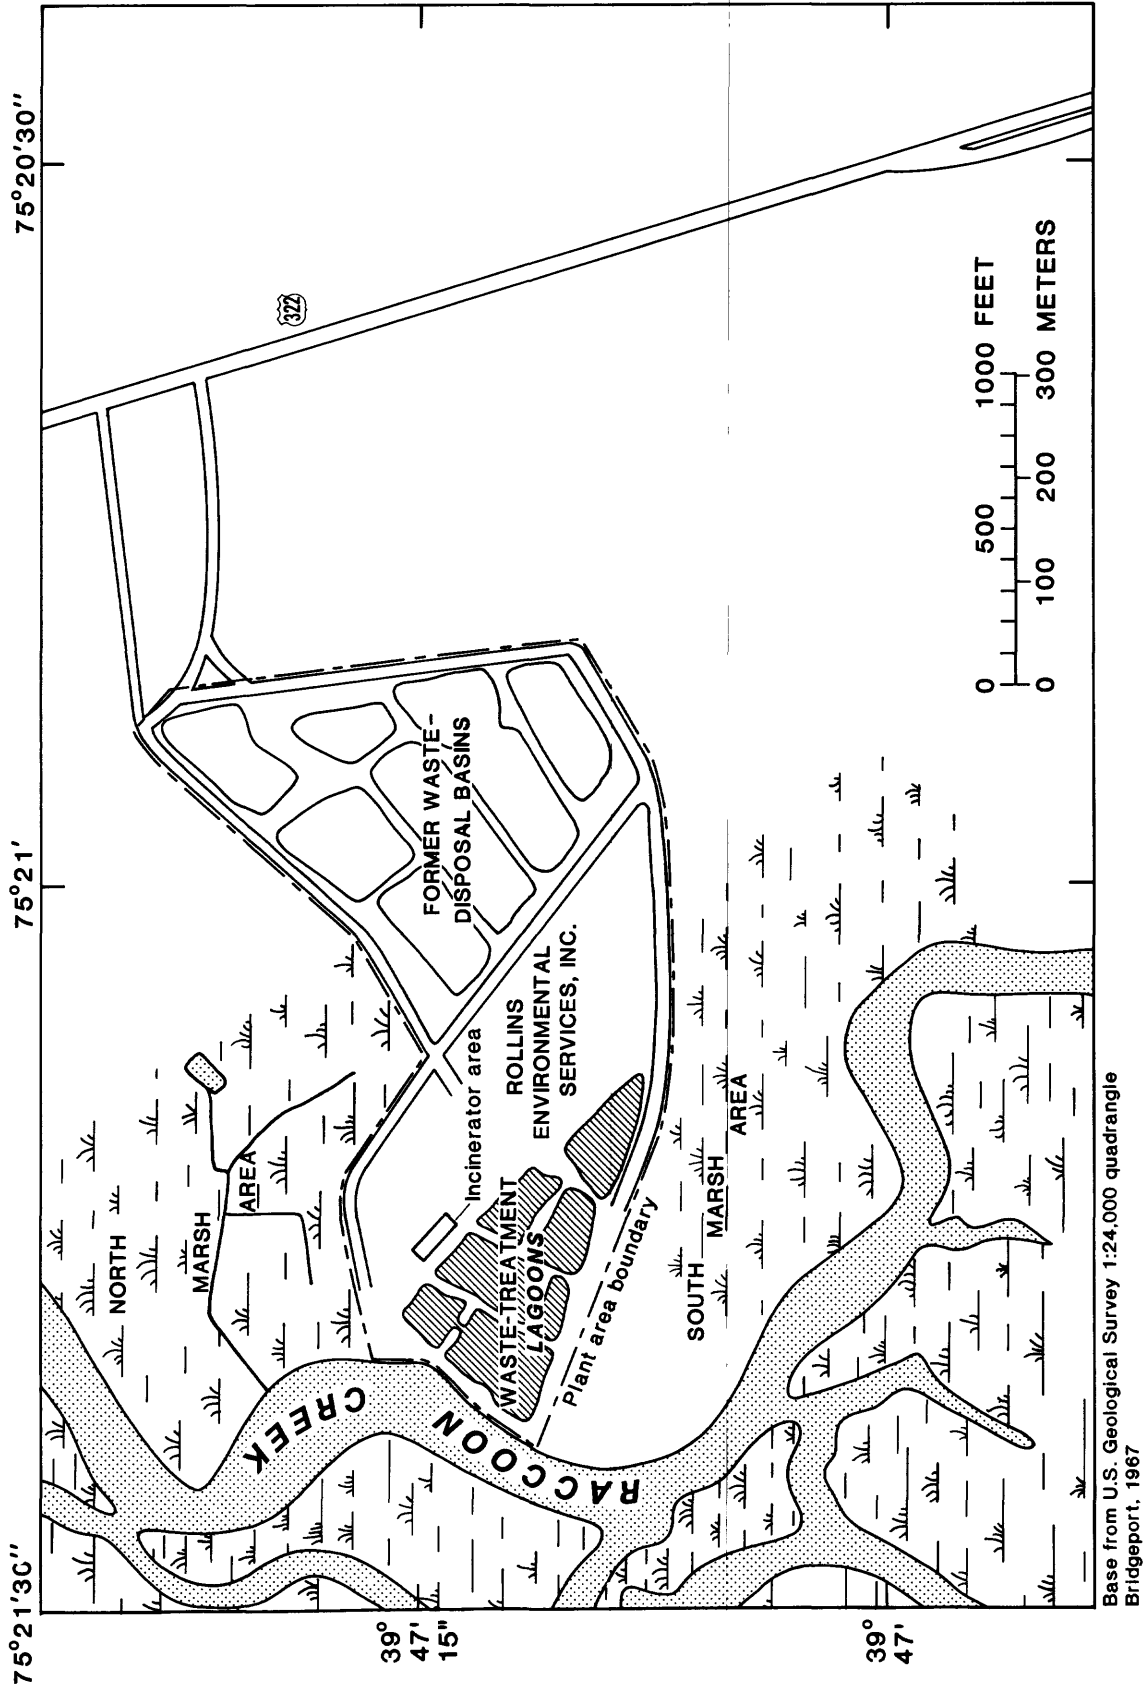 75°21'30"
75°21'
75°20'30"
39°
47'
15"
39°
47'
322
NORTH
MARSH
AREA
CREEK
RACCOON
FORMER WASTE-
DISPOSAL BASINS
Incinerator area
ROLLINS
ENVIRONMENTAL
SERVICES, INC.
WASTE-TREATMENT
LAGOONS
Plant area boundary
SOUTH
MARSH
AREA
0 500 1000 FEET
0 100 200 300 METERS
Base from U.S. Geological Survey 1:24,000 quadrangle
Bridgeport, 1967